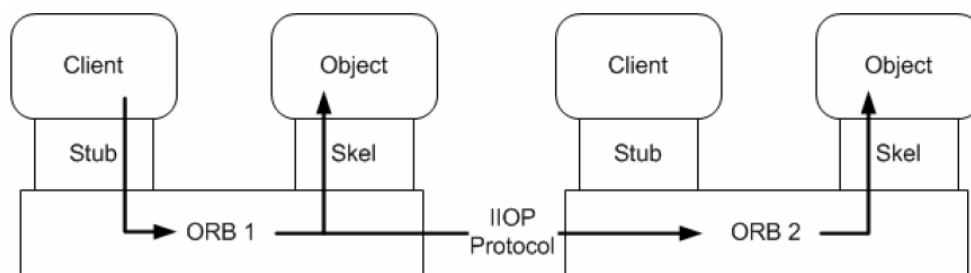 Client
Object
Client
Object
Stub
Skel
Stub
Skel
ORB 1
IIOP
Protocol
ORB 2